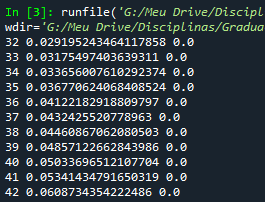 In [3]: runfile('G:/Meu Drive/Discipl
wdir='G:/Meu Drive/Disciplinas/Gradua
32 0.029195243464117858 0.0
33 0.03175497403639311 0.0
34 0.033656007610292374 0.0
35 0.036770624068408524 0.0
36 0.04122182918809797 0.0
37 0.0432425520778963 0.0
38 0.04460867062080503 0.0
39 0.04857122662843986 0.0
40 0.05033696512107704 0.0
41 0.05341434791650319 0.0
42 0.0608734354222486 0.0